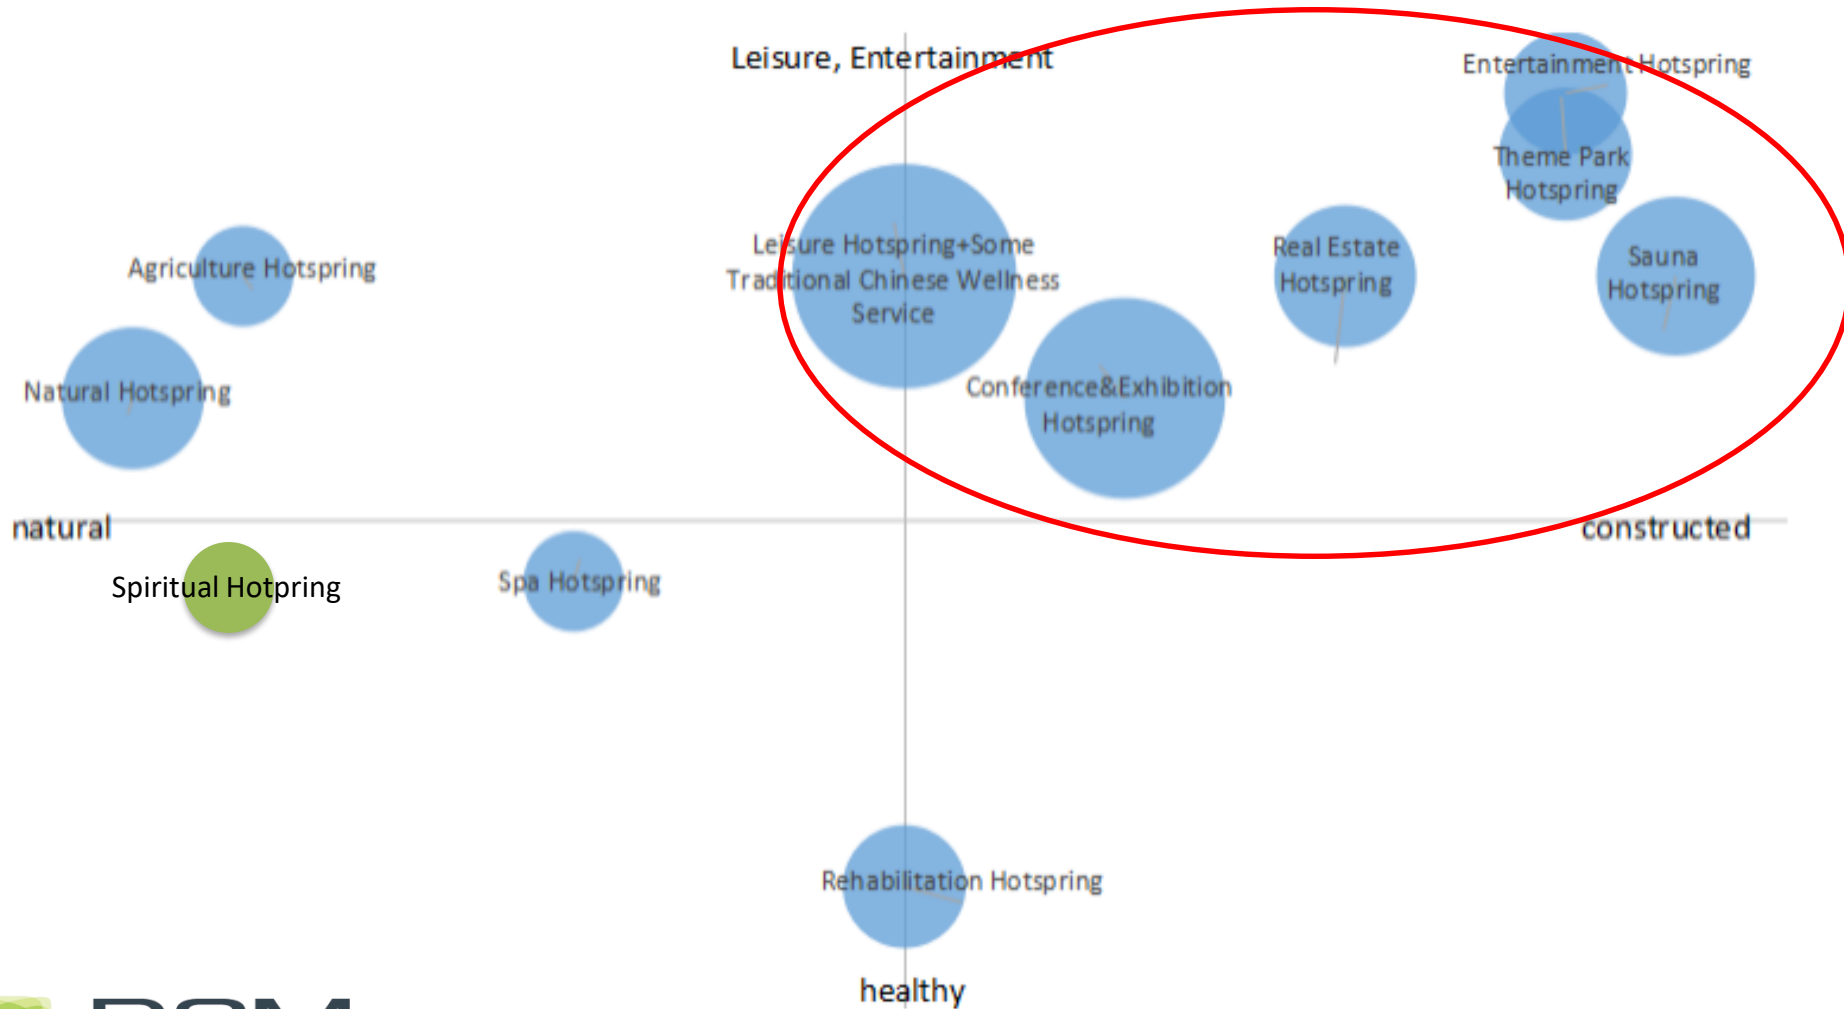 Leisure, Entertainment
Entertainment Hotspring
Theme Park
Hotspring
Agriculture Hotspring
Leisure Hotspring+Some
Traditional Chinese Wellness
Service
Real Estate
Hotspring
Sauna
Hotspring
Natural Hotspring
Conference&Exhibition
Hotspring
natural
constructed
Spiritual Hotpring
Spa Hotspring
Rehabilitation Hotspring
healthy